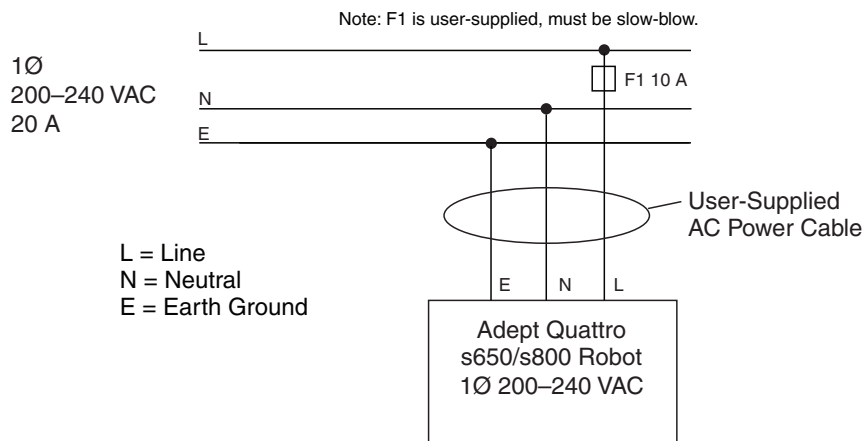 Note: F1 is user-supplied, must be slow-blow.
L
1Ø
200–240 VAC
20 A
F1 10 A
N
E
User-Supplied
AC Power Cable
L = Line
N = Neutral
E = Earth Ground
E N L
Adept Quattro
s650/s800 Robot
1Ø 200–240 VAC